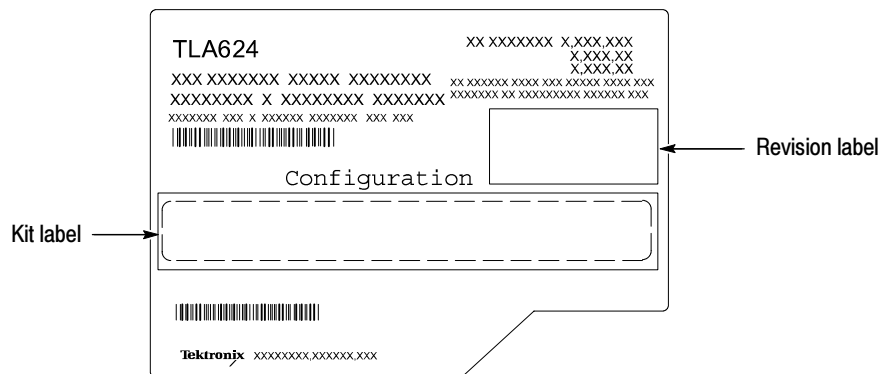 TLA624
XX XXXXXXX X,XXX,XXX
X,XXX,XX
X,XXX,XX
XXX XXXXXXX XXXXX XXXXXXXX
XXXXXXXX X XXXXXXXX XXXXXXX
XX XXXXXX XXXX XXX XXXXX XXXX XXX
XXXXXXX XX XXXXXXXXX XXXXXX XXX
XXXXXXX XXX X XXXXXX XXXXXXX XXX XXX
Revision label
Configuration
Kit label
Tektronix XXXXXXXX,XXXXXX,XXX